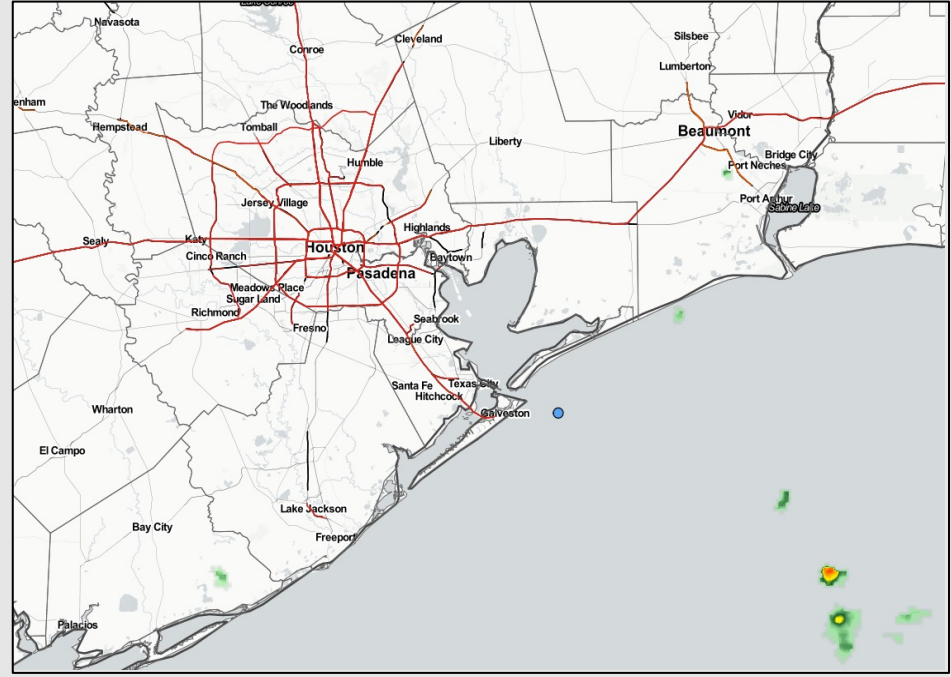 Navasota
Conroe
Cleveland
Silsbee
Lumberton
enham
The Woodlands
Hempstead
Tomball
Vidor
Beaumont
Liberty
Humble
Bridge City
Port Neches
Jersey Village
Port Arthur
Sabine Lake
Highlands
Sealy
Katy
Houston
Cinco Ranch
Baytown
Pasadena
Meadows Place
Sugar Land
Richmond
Seabrook
Fresno
League City
Santa Fe
Texas City
Hitchcock
Wharton
Galveston
El Campo
Lake Jackson
Bay City
Freeport
Palacios